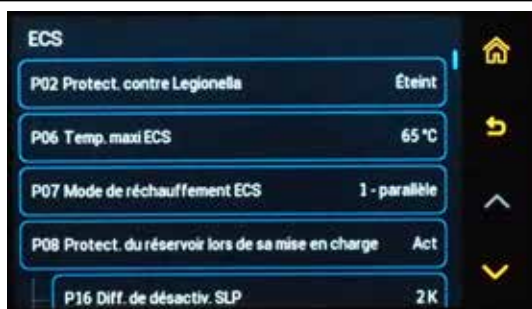 ECS
P02 Protect. contre Legionella Éteint
P06 Temp. maxi ECS 65 °C
P07 Mode de réchauffement ECS 1 - parallèle
P08 Protect. du réservoir lors de sa mise en charge Act
P16 Diff. de désactiv. SLP 2 K